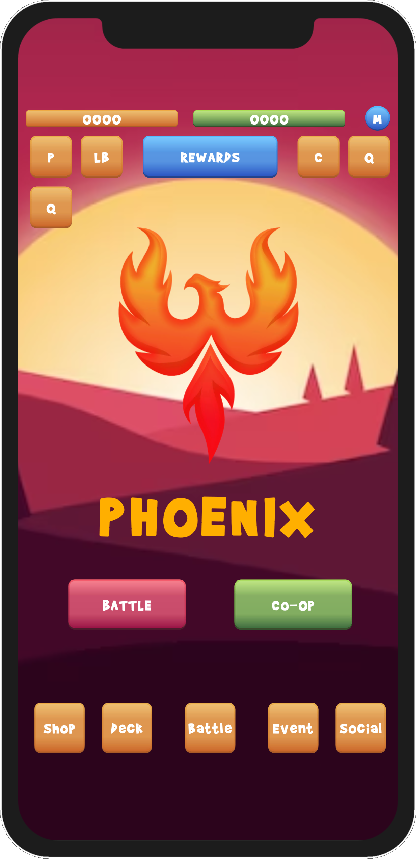 0000 0000 M
P LB REWARDS C Q
Q
PHOENIX
BATTLE CO-OP
Shop Deck Battle Event Social